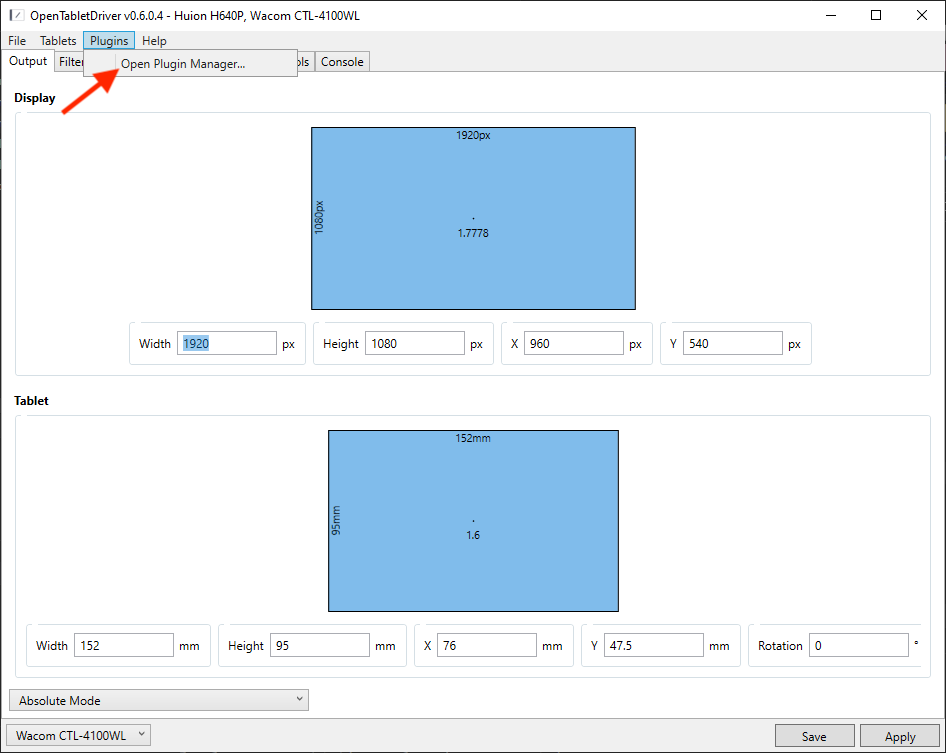 OpenTabletDriver v0.6.0.4 - Huion H640P, Wacom CTL-4100WL
File Tablets Plugins Help
Open Plugin Manager...
Output Filte ols Console
Display
1920px
1080px
1.7778
Width 1920 px Height 1080 px X 960 px Y 540 px
Tablet
152mm
95mm
1.6
Width 152 mm Height 95 mm X 76 mm Y 47.5 mm Rotation 0 °
Absolute Mode
Wacom CTL-4100WL Save Apply